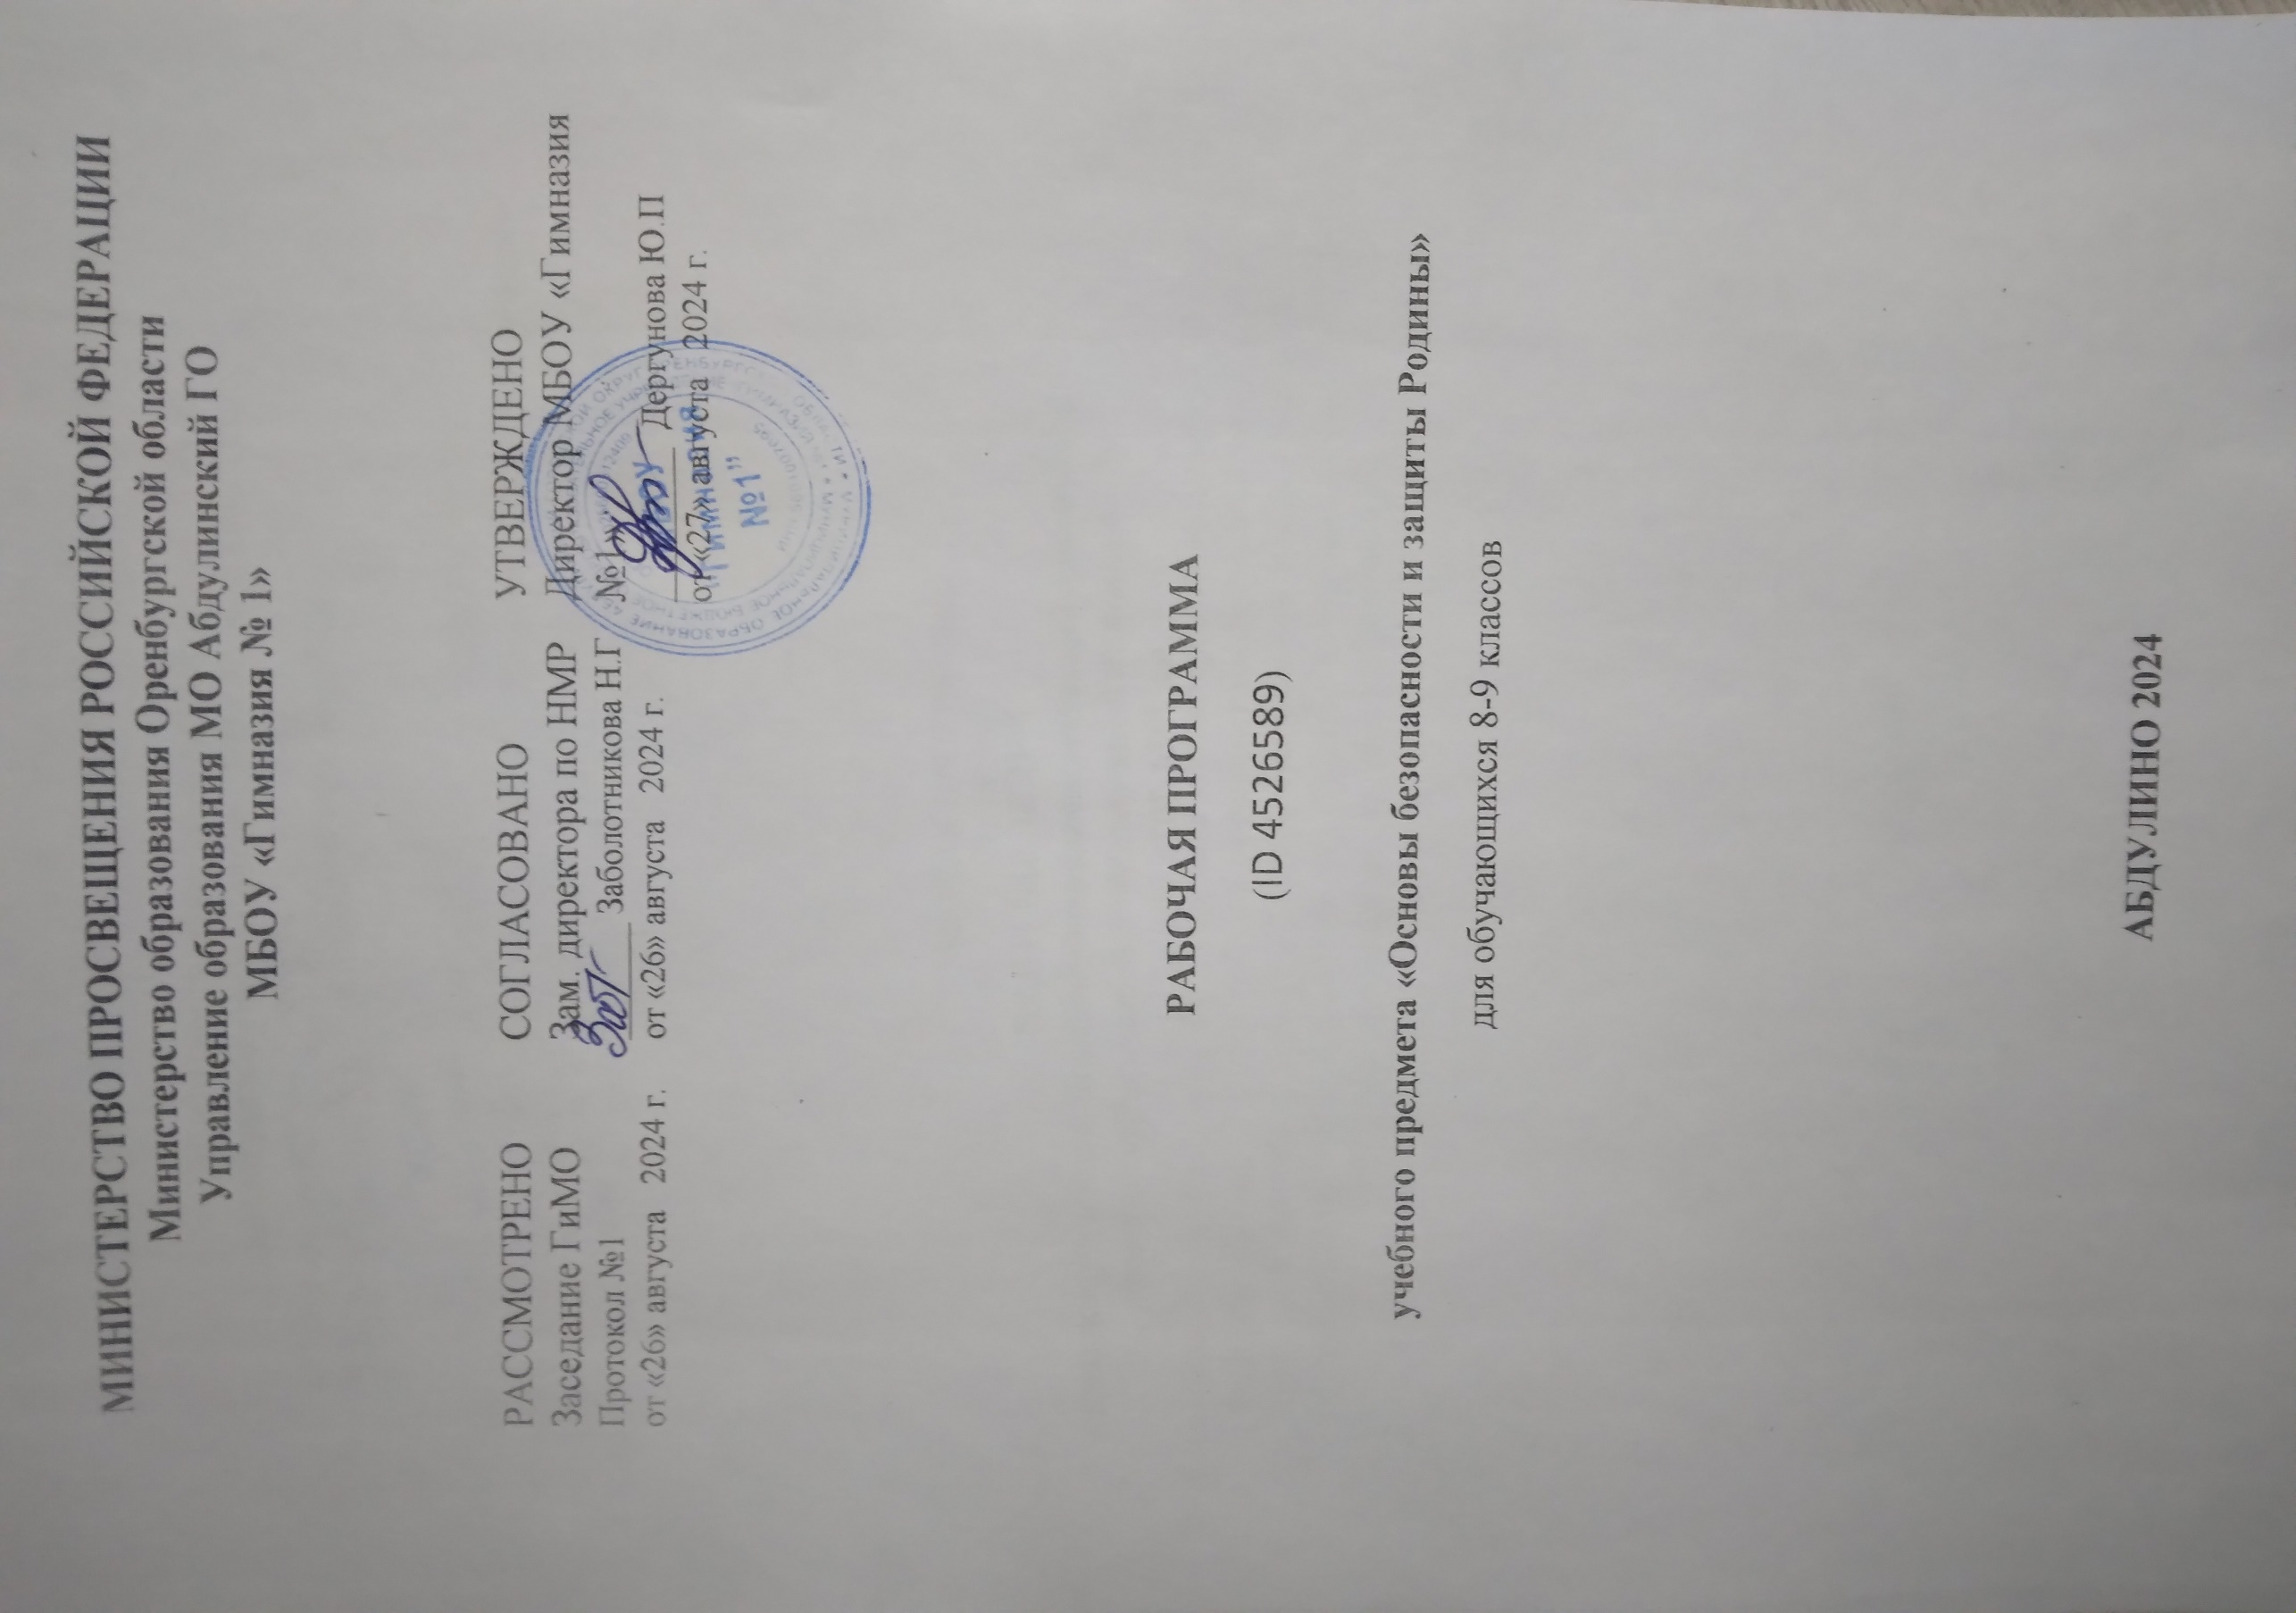 МИНИСТЕРСТВО ПРОСВЕЩЕНИЯ РОССИЙСКОЙ ФЕДЕРАЦИИ
Министерство образования Оренбургской области
Управление образования МО Абдулинский ГО
МБОУ «Гимназия № 1»
РАССМОТРЕНО
Заседание ГиМО
Протокол №1
от «26» августа 2024 г.
СОГЛАСОВАНО
Зам. директора по НМР
Заболотникова Н.Г
от «26» августа 2024 г.
УТВЕРЖДЕНО
Директор МБОУ «Гимназия
№1»
Дергунова Ю.П
от «27» августа 2024 г.
№1"
РАБОЧАЯ ПРОГРАММА
(ID 4526589)
учебного предмета «Основы безопасности и защиты Родины»
для обучающихся 8-9 классов
АБДУЛИНО 2024